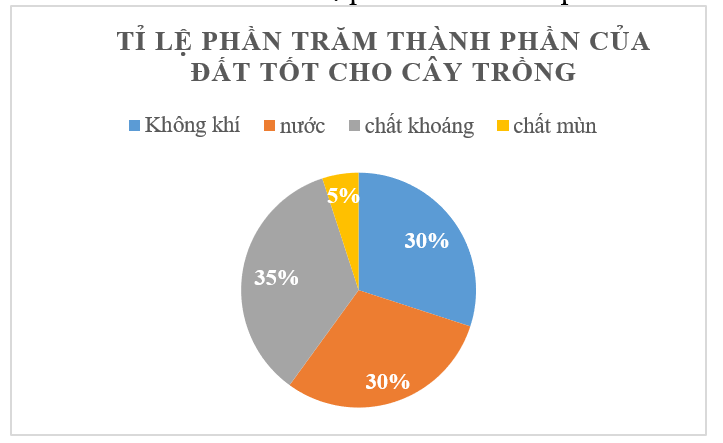 TỈ LỆ PHẦN TRĂM THÀNH PHẦN CỦA
ĐẤT TỐT CHO CÂY TRỒNG
Không khí nước chất khoáng chất mùn
5%
30%
35%
30%